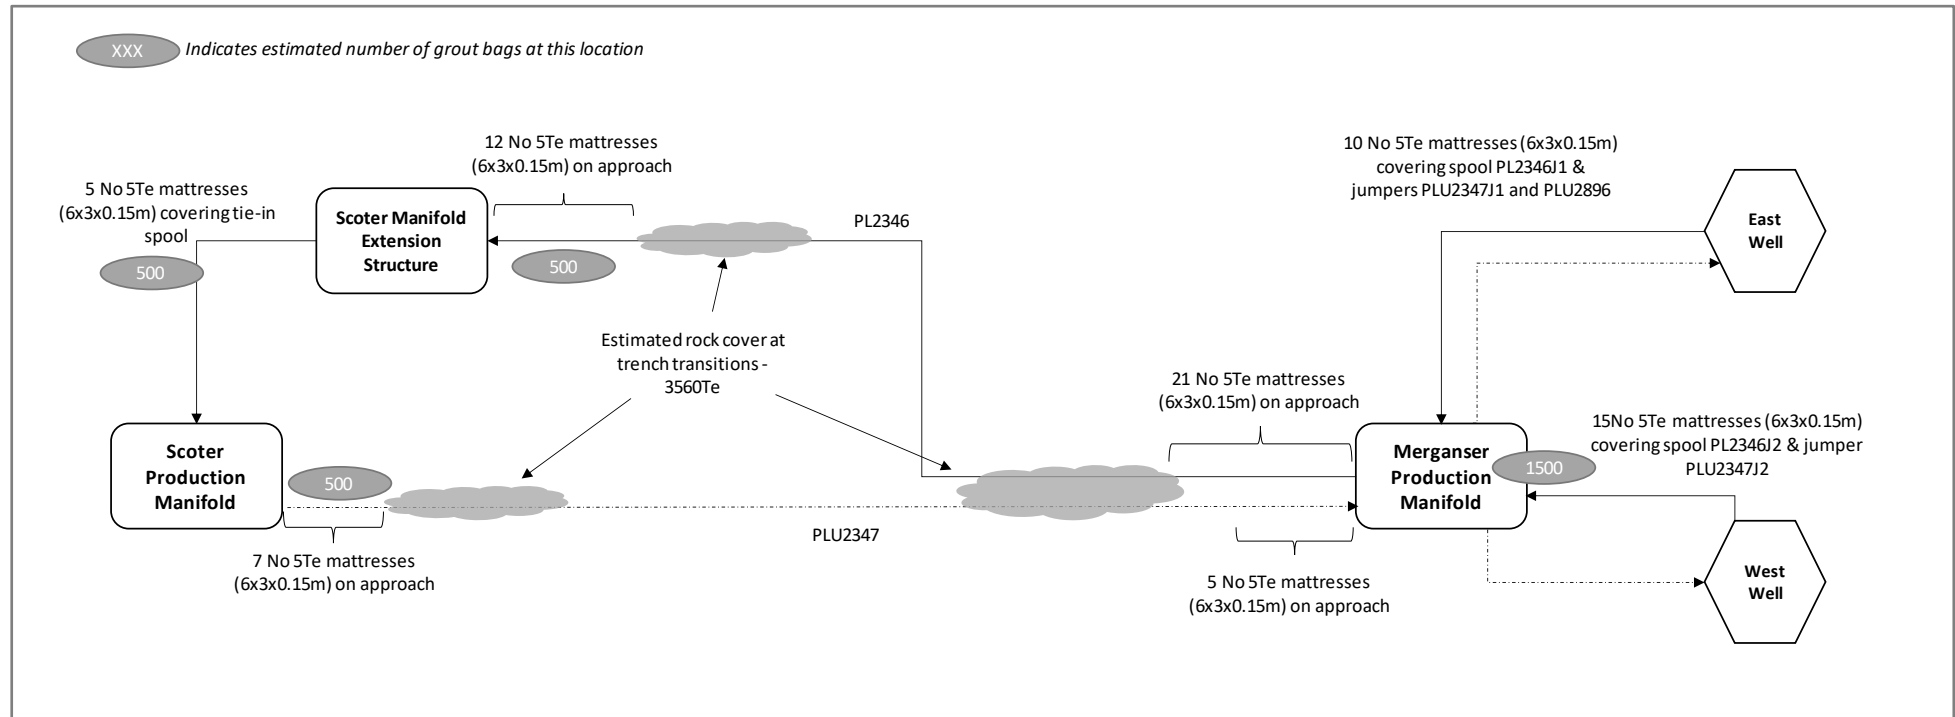 XXX Indicates estimated number of grout bags at this location
12 No 5Te mattresses
(6x3x0.15m) on approach
10 No 5Te mattresses (6x3x0.15m)
covering spool PL2346J1 &
jumpers PLU2347J1 and PLU2896
5 No 5Te mattresses
(6x3x0.15m) covering tie-in
spool
500
Scoter Manifold
Extension
Structure
500
PL2346
East
Well
Estimated rock cover at
trench transitions -
3560Te
21 No 5Te mattresses
(6x3x0.15m) on approach
15No 5Te mattresses (6x3x0.15m)
covering spool PL2346J2 & jumper
PLU2347J2
Scoter
Production
Manifold
500
Merganser
Production
Manifold
1500
PLU2347
7 No 5Te mattresses
(6x3x0.15m) on approach
5 No 5Te mattresses
(6x3x0.15m) on approach
West
Well